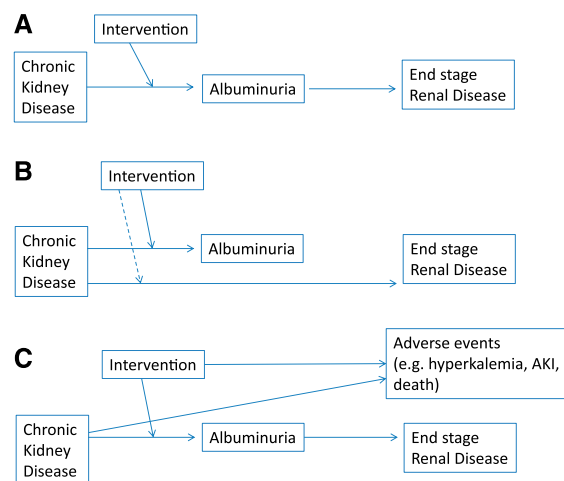 A
Intervention
Chronic
Kidney
Disease
Albuminuria
End stage
Renal Disease
B
Intervention
Chronic
Kidney
Disease
Albuminuria
End stage
Renal Disease
C
Intervention
Adverse events
(e.g. hyperkalemia, AKI,
death)
Chronic
Kidney
Disease
Albuminuria
End stage
Renal Disease